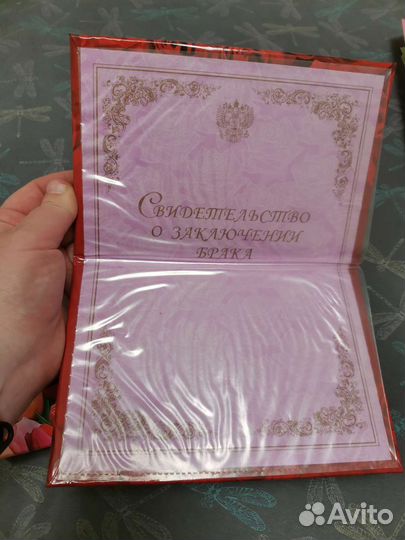 Свидетельство
о заключении
брака
Avito